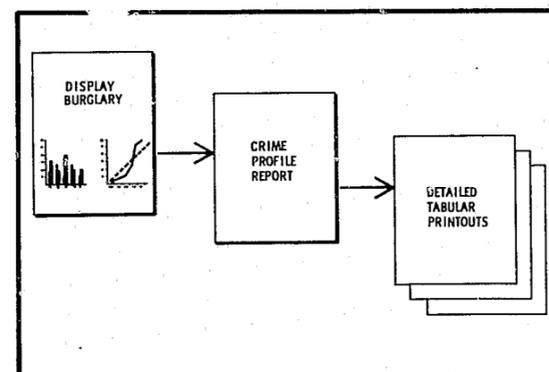 DISPLAY
BURGLARY
CRIME
PROFILE
REPORT
DETAILED
TABULAR
PRINTOUTS